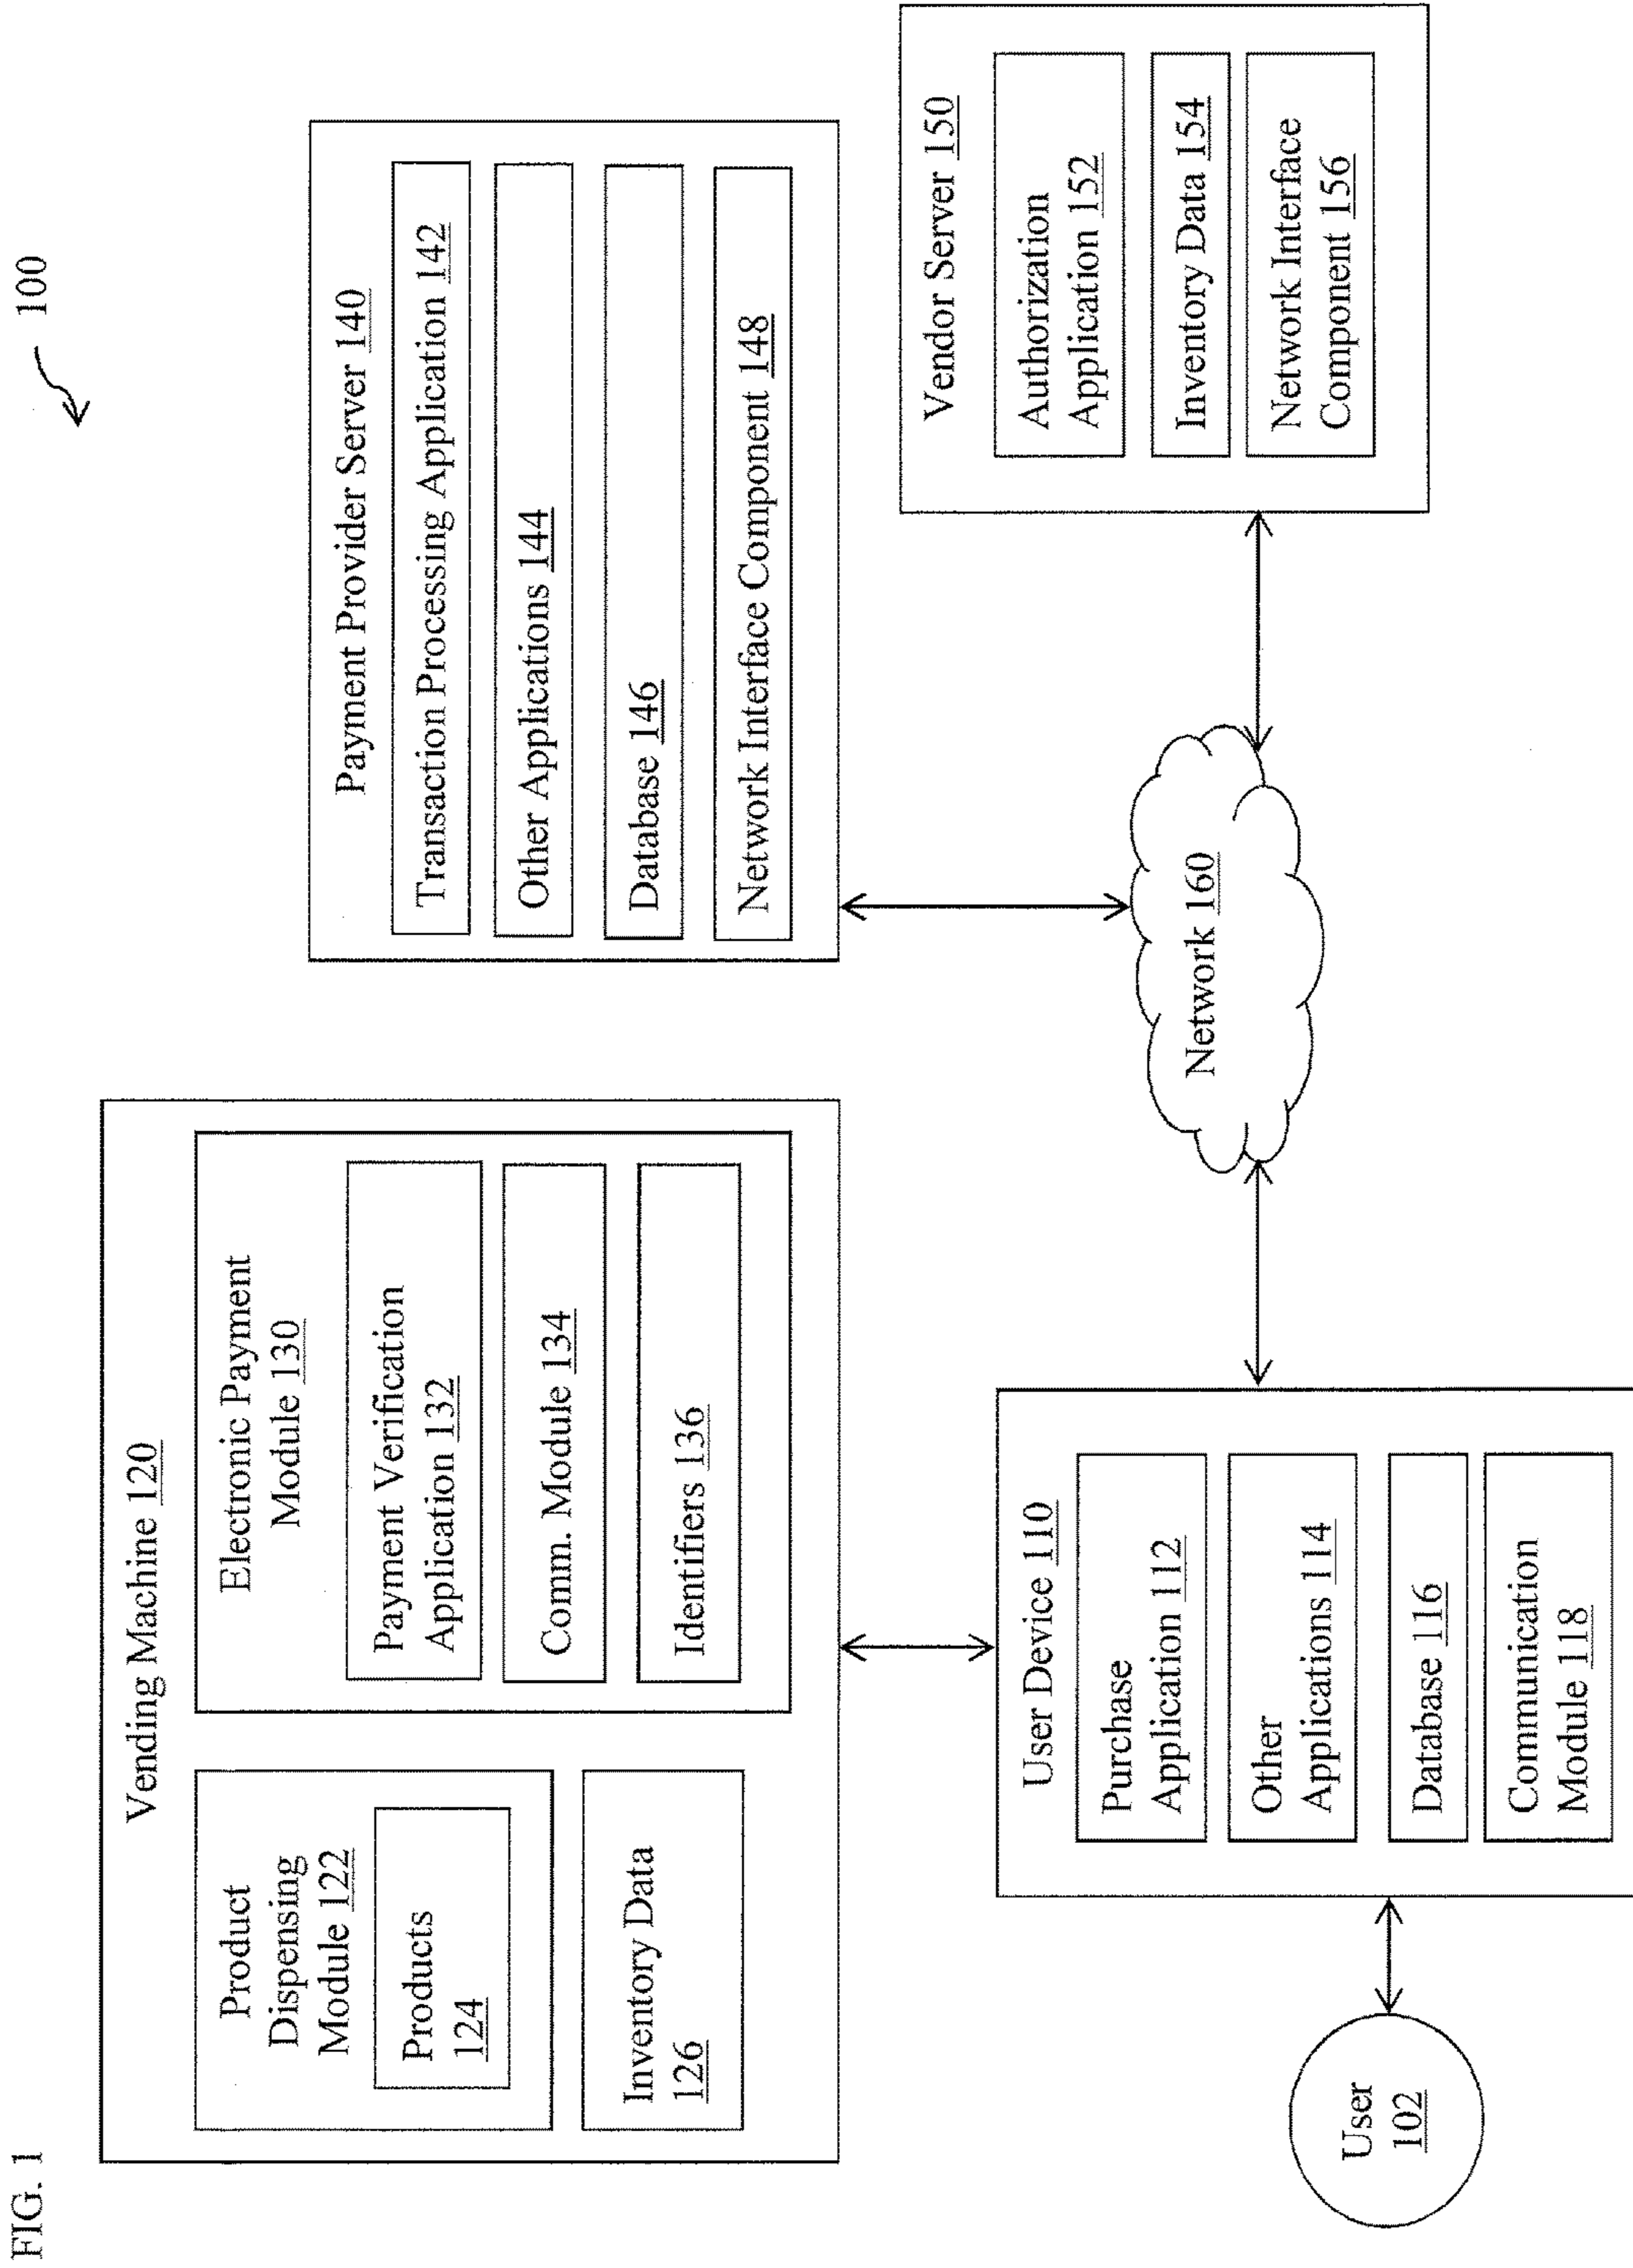 FIG. 1
100
Vending Machine 120
Product
Dispensing
Module 122
Products
124
Inventory Data
126
Electronic Payment
Module 130
Payment Verification
Application 132
Comm. Module 134
Identifiers 136
Payment Provider Server 140
Transaction Processing Application 142
Other Applications 144
Database 146
Network Interface Component 148
User
102
User Device 110
Purchase
Application 112
Other
Applications 114
Database 116
Communication
Module 118
Network 160
Vendor Server 150
Authorization
Application 152
Inventory Data 154
Network Interface
Component 156